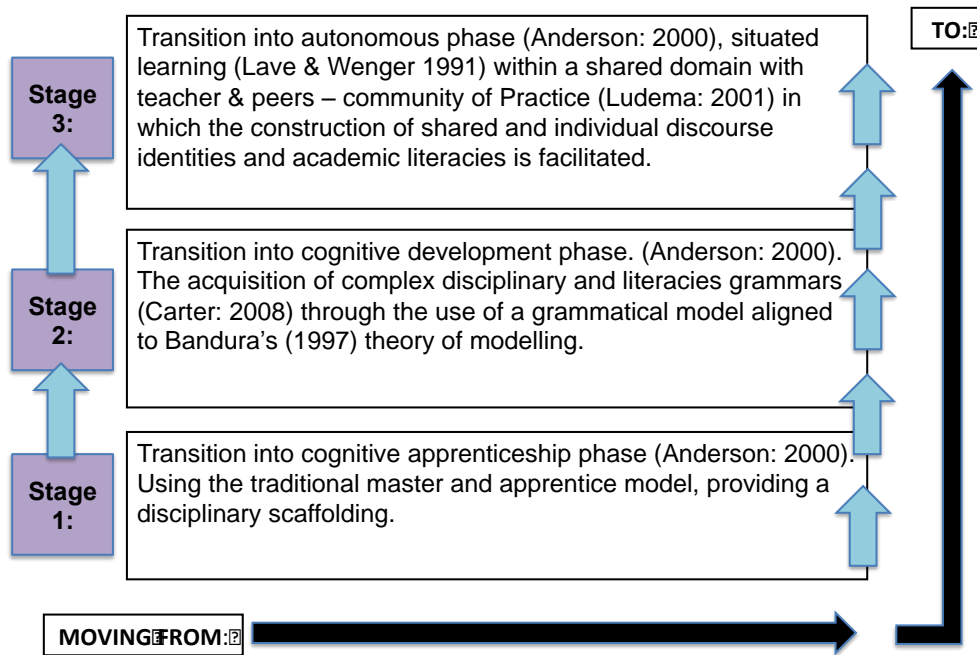 TO:
Stage
3:
Transition into autonomous phase (Anderson: 2000), situated
learning (Lave & Wenger 1991) within a shared domain with
teacher & peers – community of Practice (Ludema: 2001) in
which the construction of shared and individual discourse
identities and academic literacies is facilitated.
Stage
2:
Transition into cognitive development phase. (Anderson: 2000).
The acquisition of complex disciplinary and literacies grammars
(Carter: 2008) through the use of a grammatical model aligned
to Bandura’s (1997) theory of modelling.
Stage
1:
Transition into cognitive apprenticeship phase (Anderson: 2000).
Using the traditional master and apprentice model, providing a
disciplinary scaffolding.
MOVING FROM: